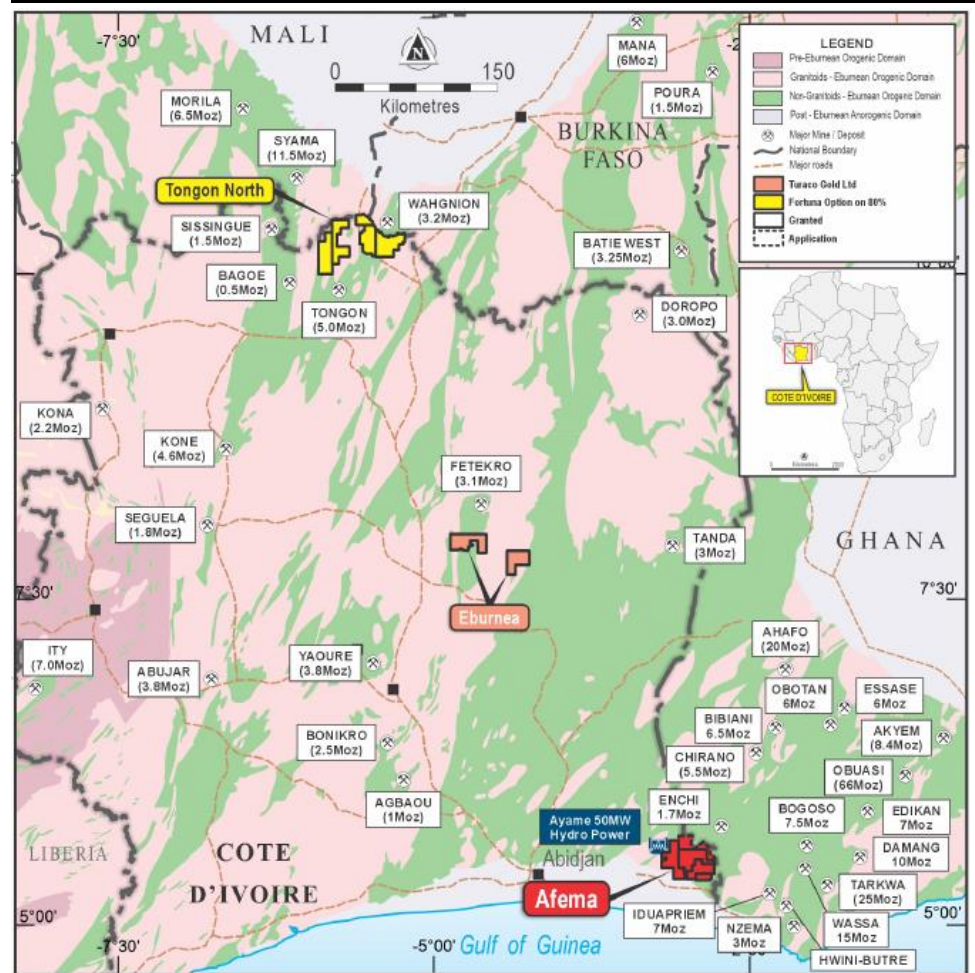 -7°30'
MALI
N
0
150
Kilometres
MANA
(6Moz)
POURA
(1.5Moz)
BURKINA
FASO
MORILA
(6.5Moz)
SYAMA
(11.5Moz)
Tongon North
WAHGNION
(3.2Moz)
SISSINGUE
(1.5Moz)
BATIE WEST
(3.25Moz)
BAGOE
(0.5Moz)
TONGON
(5.0Moz)
DOROPO
(3.0Moz)
LEGEND
Pre-Eburnean Orogenic Domain
Granitoids - Eburnean Orogenic Domain
Non-Granitoids - Eburnean Orogenic Domain
Post - Eburnean Anorogenic Domain
Major Mine / Deposit
National Boundary
Major roads
Turaco Gold Ltd
Fortuna Option on 80%
Granted
Application
COTE D'IVOIRE
Kilometres
KONA
(2.2Moz)
KONE
(4.6Moz)
FETEKRO
(3.1Moz)
SEGUELA
(1.8Moz)
TANDA
(3Moz)
GHANA
7°30'
7°30'
Eburnea
ITY
(7.0Moz)
ABUJAR
(3.8Moz)
YAOURE
(3.8Moz)
AHAFO
(20Moz)
OBOTAN
6Moz
ESSASE
6Moz
BIBIANI
6.5Moz
AKYEM
(8.4Moz)
BONIKRO
(2.5Moz)
CHIRANO
(5.5Moz)
OBUASI
(66Moz)
AGBAOU
(1Moz)
ENCHI
1.7Moz
BOGOSO
7.5Moz
EDIKAN
7Moz
Ayame 50MW
Hydro Power
DAMANG
10Moz
LIBERIA
COTE
D'IVOIRE
Abidjan
Afema
TARKWA
(25Moz)
IDUAPRIEM
7Moz
NZEMA
3Moz
WASSA
15Moz
HWINI-BUTRE
5°00'
5°00'
-7°30'
-5°00'
Gulf of Guinea